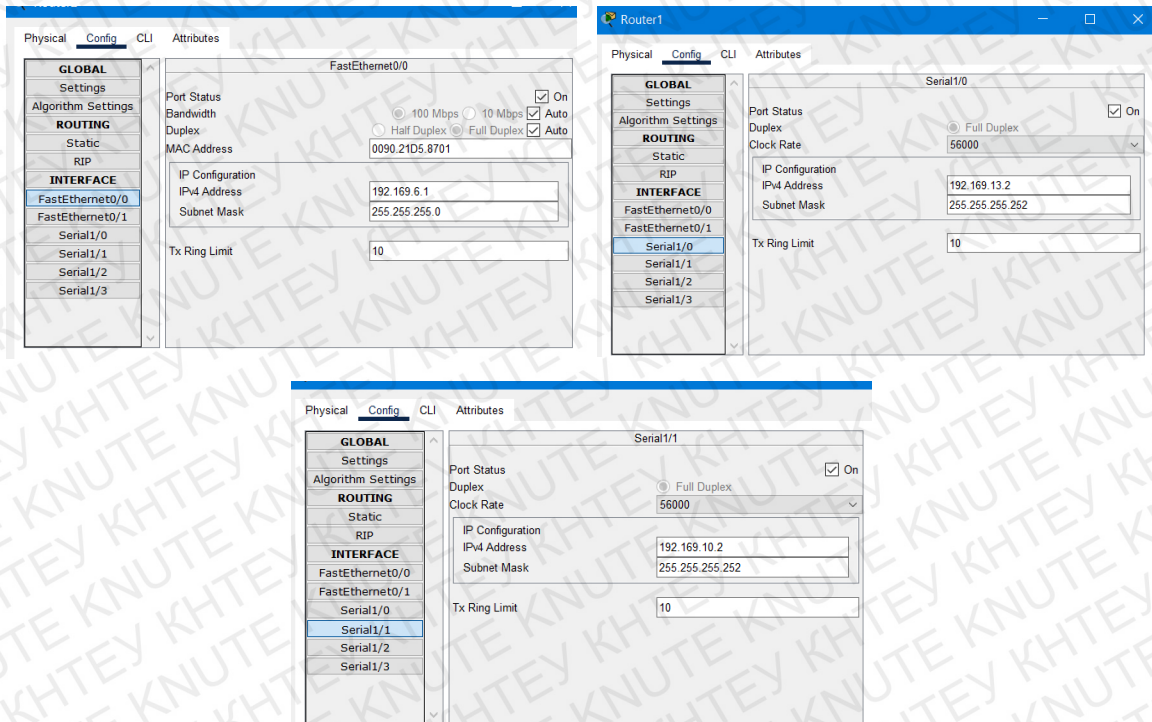 Physical Config CLI Attributes
GLOBAL
Settings
Algorithm Settings
ROUTING
Static
RIP
INTERFACE
FastEthernet0/0
FastEthernet0/1
Serial1/0
Serial1/1
Serial1/2
Serial1/3
FastEthernet0/0
Port Status On
Bandwidth 100 Mbps 10 Mbps Auto
Duplex Half Duplex Full Duplex Auto
MAC Address 0090.21D5.8701
IP Configuration
IPv4 Address 192.169.6.1
Subnet Mask 255.255.255.0
Tx Ring Limit 10
Router1
Physical Config CLI Attributes
GLOBAL
Settings
Algorithm Settings
ROUTING
Static
RIP
INTERFACE
FastEthernet0/0
FastEthernet0/1
Serial1/0
Serial1/1
Serial1/2
Serial1/3
Serial1/0
Port Status On
Duplex Full Duplex
Clock Rate 56000
IP Configuration
IPv4 Address 192.169.13.2
Subnet Mask 255.255.255.252
Tx Ring Limit 10
Physical Config CLI Attributes
GLOBAL
Settings
Algorithm Settings
ROUTING
Static
RIP
INTERFACE
FastEthernet0/0
FastEthernet0/1
Serial1/0
Serial1/1
Serial1/2
Serial1/3
Serial1/1
Port Status On
Duplex Full Duplex
Clock Rate 56000
IP Configuration
IPv4 Address 192.169.10.2
Subnet Mask 255.255.255.252
Tx Ring Limit 10
KNUTE KHTEY KNUTE KHTEY KNUTE KHTEY